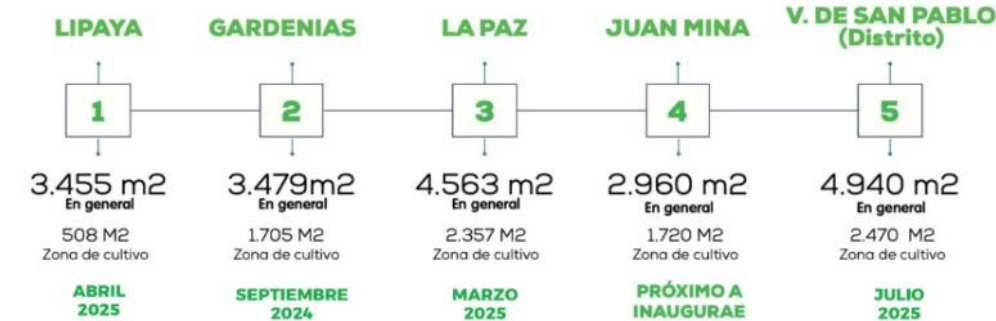 LIPAYA
GARDENIAS
LA PAZ
JUAN MINA
V. DE SAN PABLO
(Distrito)
1
2
3
4
5
3.455 m2
En general
3.479m2
En general
4.563 m2
En general
2.960 m2
En general
4.940 m2
En general
508 M2
Zona de cultivo
1.705 M2
Zona de cultivo
2.357 M2
Zona de cultivo
1.720 M2
Zona de cultivo
2.470 M2
Zona de cultivo
ABRIL
2025
SEPTIEMBRE
2024
MARZO
2025
PRÓXIMO A
INAUGURAE
JULIO
2025